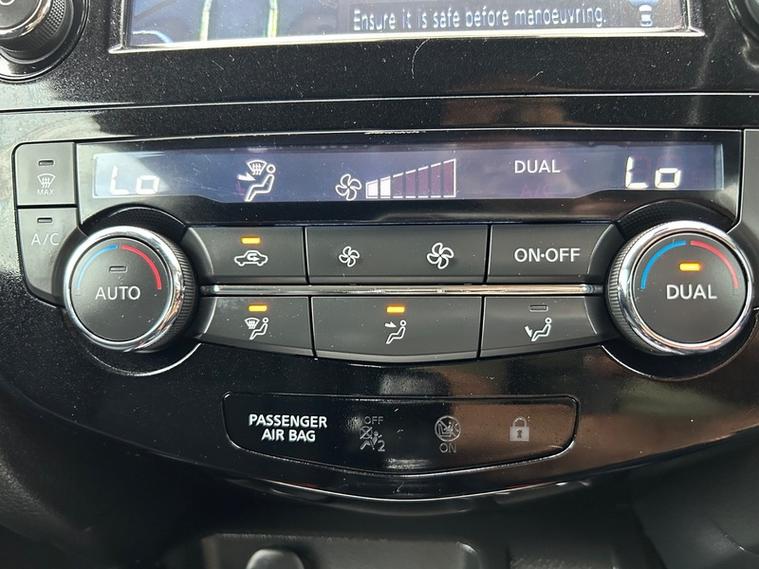 Ensure it is safe before manoeuvring.
MAX
Lo
DUAL
A/C
Lo
A/C
AUTO
ON·OFF
DUAL
PASSENGER
AIR BAG
OFF
2
ON